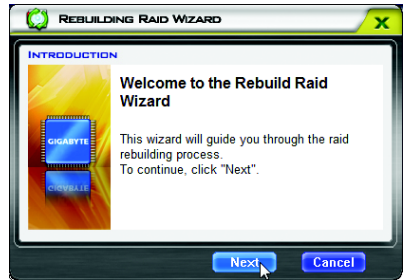 REBUILDING RAID WIZARD
X
INTRODUCTION
Welcome to the Rebuild Raid
Wizard
GIGABYTE
This wizard will guide you through the raid
rebuilding process.
To continue, click "Next".
GIGABYTE
Next
Cancel